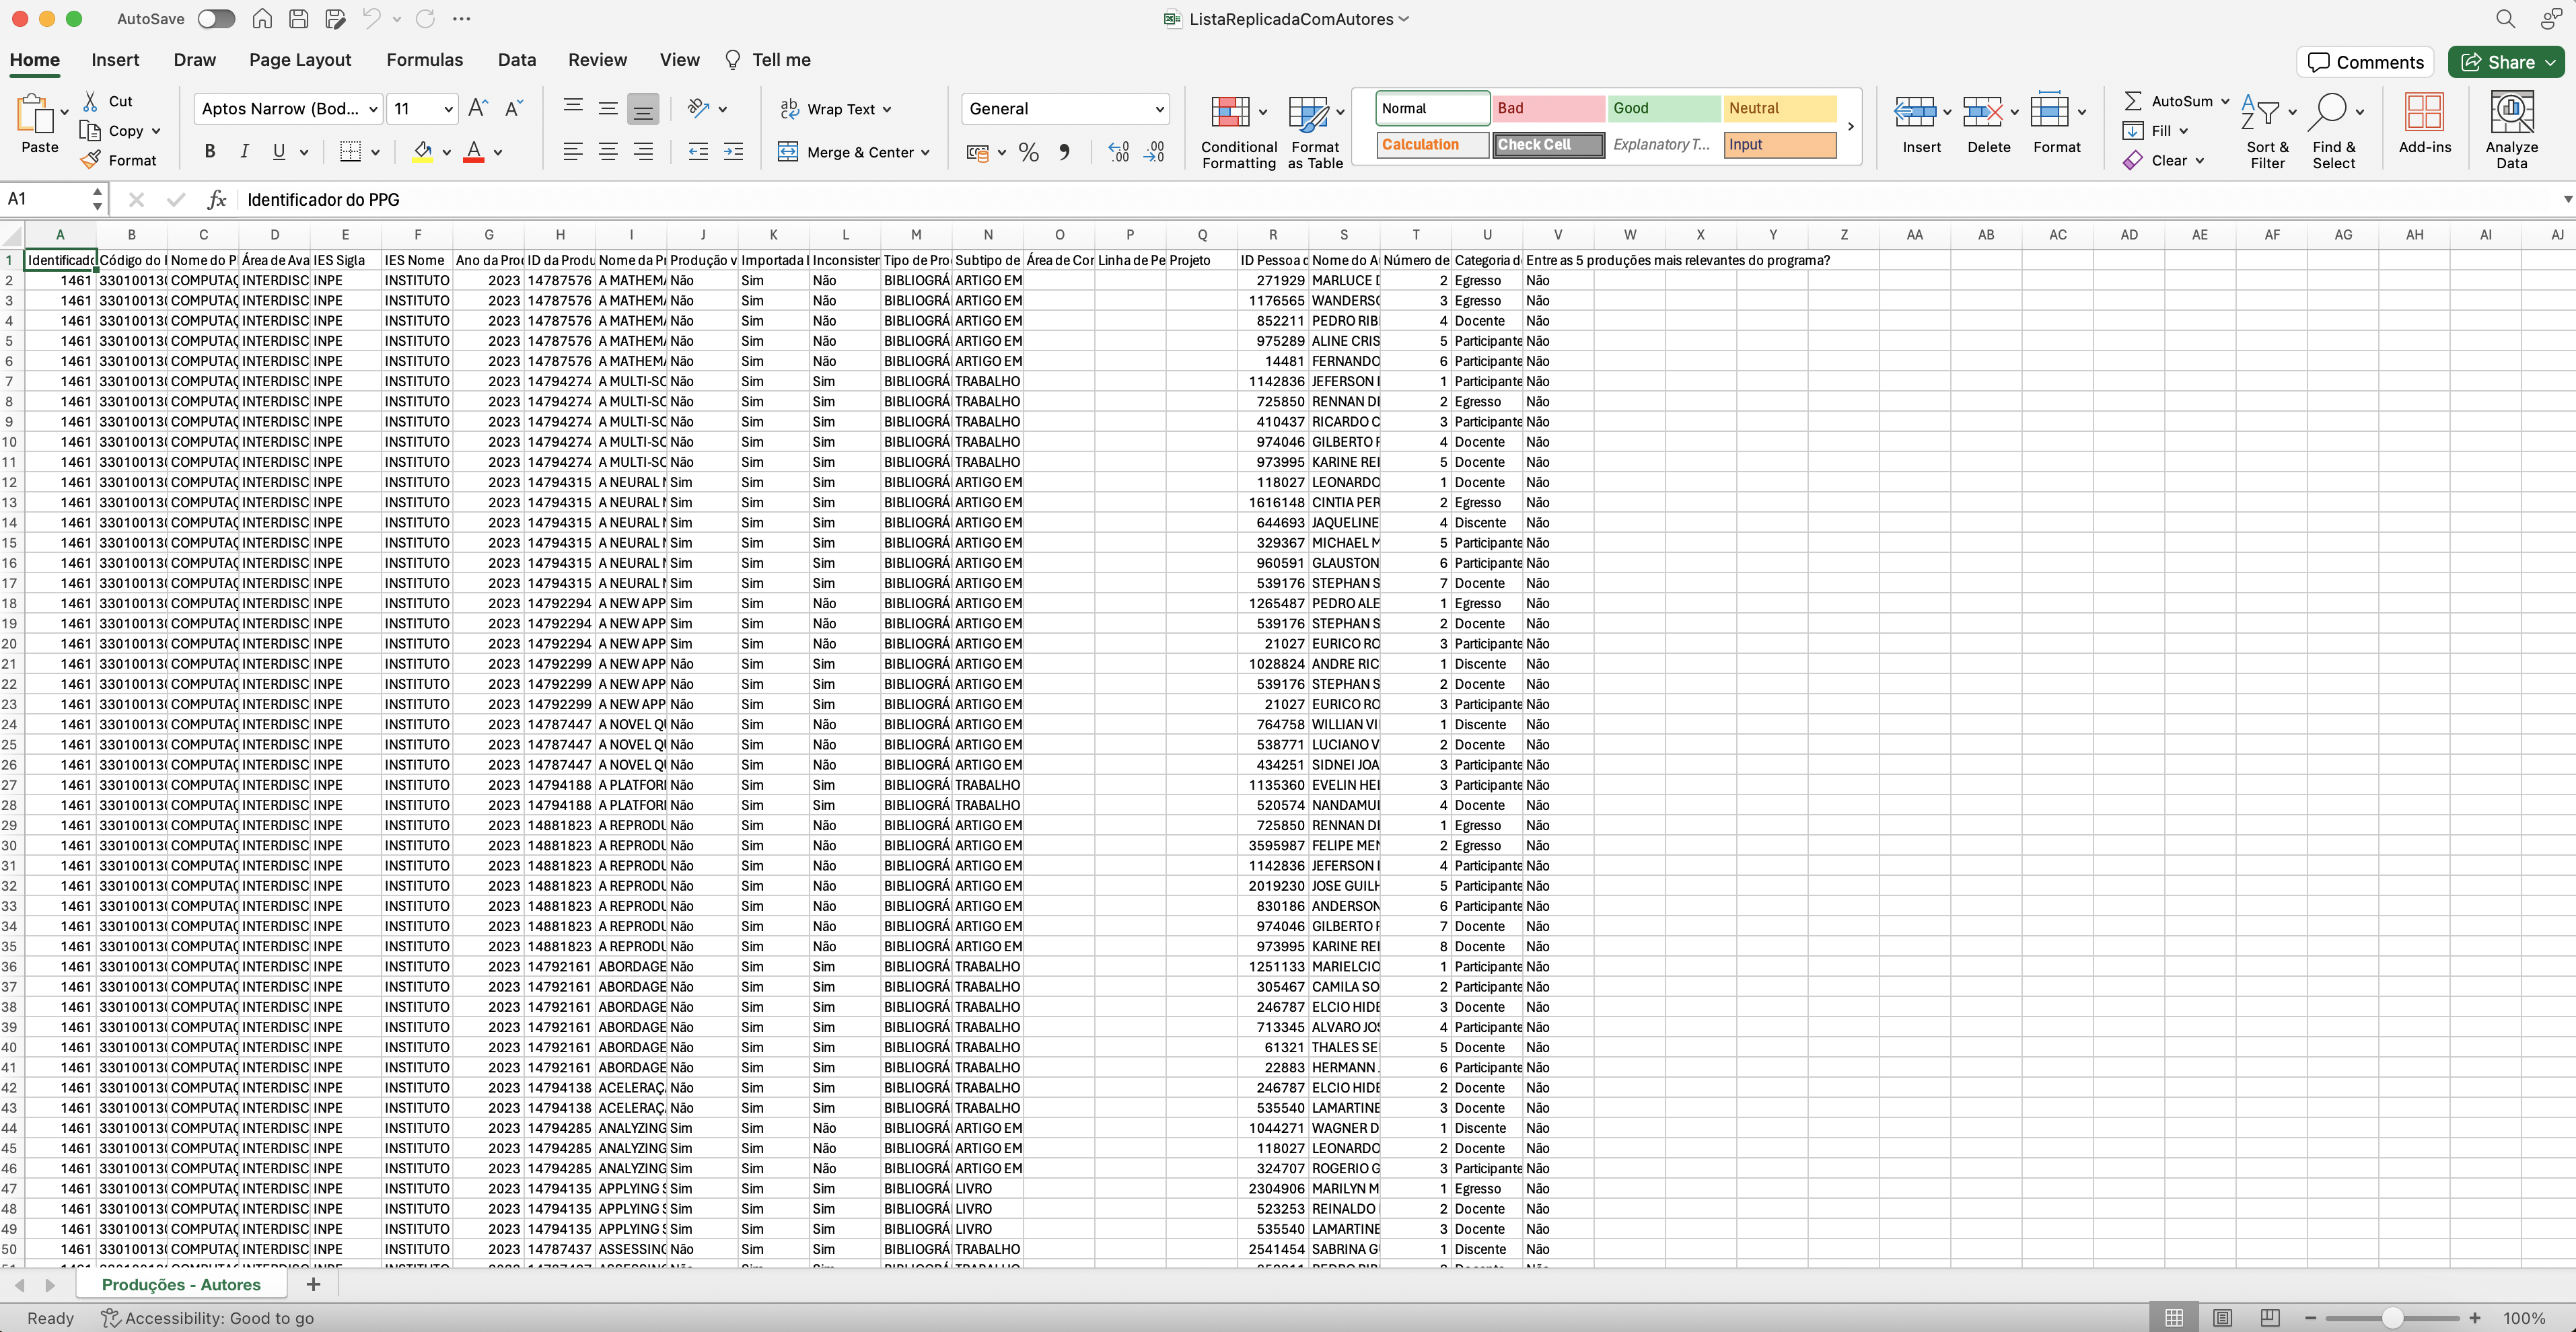 AutoSave
ListaReplicadaComAutores
Home Insert Draw Page Layout Formulas Data Review View Tell me Comments Share
Paste Cut Copy Format
Aptos Narrow (Bod... 11
B I U A
Wrap Text
Merge & Center
General
Conditional Formatting
Format as Table
Normal Bad Good Neutral
Calculation Check Cell Explanatory T... Input
Insert Delete Format
AutoSum
Fill
Clear
Sort & Filter
Find & Select
Add-ins
Analyze Data
A1 fx Identificador do PPG
A B C D E F G H I J K L M N O P Q R S T U V W X Y Z AA AB AC AD AE AF AG AH AI AJ
1 Identificado Código do Nome do P Área de Ava IES Sigla IES Nome Ano da Proc ID da Produ Nome da Pr Produção v Importada Inconsisten Tipo de Proc Subtipo de Área de Cor Linha de Pe Projeto ID Pessoa Nome do A Número de Categoria d Entre as 5 produções mais relevantes do programa?
2 1461 33010013 COMPUTAÇ INTERDISC INPE INSTITUTO 2023 14787576 A MATHEM Não Sim Não BIBLIOGRÁ ARTIGO EM 271929 MARLUCE 2 Egresso Não
3 1461 33010013 COMPUTAÇ INTERDISC INPE INSTITUTO 2023 14787576 A MATHEM Não Sim Não BIBLIOGRÁ ARTIGO EM 1176565 WANDERS 3 Egresso Não
4 1461 33010013 COMPUTAÇ INTERDISC INPE INSTITUTO 2023 14787576 A MATHEM Não Sim Não BIBLIOGRÁ ARTIGO EM 852211 PEDRO RIB 4 Docente Não
5 1461 33010013 COMPUTAÇ INTERDISC INPE INSTITUTO 2023 14787576 A MATHEM Não Sim Não BIBLIOGRÁ ARTIGO EM 975289 ALINE CRIS 5 Participante Não
6 1461 33010013 COMPUTAÇ INTERDISC INPE INSTITUTO 2023 14787576 A MATHEM Não Sim Não BIBLIOGRÁ ARTIGO EM 14481 FERNANDO 6 Participante Não
7 1461 33010013 COMPUTAÇ INTERDISC INPE INSTITUTO 2023 14794274 A MULTI-SC Não Sim Sim BIBLIOGRÁ TRABALHO 1142836 JEFERSON 1 Participante Não
8 1461 33010013 COMPUTAÇ INTERDISC INPE INSTITUTO 2023 14794274 A MULTI-SC Não Sim Sim BIBLIOGRÁ TRABALHO 725850 RENNAN D 2 Egresso Não
9 1461 33010013 COMPUTAÇ INTERDISC INPE INSTITUTO 2023 14794274 A MULTI-SC Não Sim Sim BIBLIOGRÁ TRABALHO 410437 RICARDO C 3 Participante Não
10 1461 33010013 COMPUTAÇ INTERDISC INPE INSTITUTO 2023 14794274 A MULTI-SC Não Sim Sim BIBLIOGRÁ TRABALHO 974046 GILBERTO 4 Docente Não
11 1461 33010013 COMPUTAÇ INTERDISC INPE INSTITUTO 2023 14794274 A MULTI-SC Não Sim Sim BIBLIOGRÁ TRABALHO 973995 KARINE REI 5 Docente Não
12 1461 33010013 COMPUTAÇ INTERDISC INPE INSTITUTO 2023 14794315 A NEURAL Sim Sim Sim BIBLIOGRÁ ARTIGO EM 118027 LEONARDO 1 Docente Não
13 1461 33010013 COMPUTAÇ INTERDISC INPE INSTITUTO 2023 14794315 A NEURAL Sim Sim Sim BIBLIOGRÁ ARTIGO EM 1616148 CINTIA PER 2 Egresso Não
14 1461 33010013 COMPUTAÇ INTERDISC INPE INSTITUTO 2023 14794315 A NEURAL Sim Sim Sim BIBLIOGRÁ ARTIGO EM 644693 JAQUELINE 4 Discente Não
15 1461 33010013 COMPUTAÇ INTERDISC INPE INSTITUTO 2023 14794315 A NEURAL Sim Sim Sim BIBLIOGRÁ ARTIGO EM 329367 MICHAEL M 5 Participante Não
16 1461 33010013 COMPUTAÇ INTERDISC INPE INSTITUTO 2023 14794315 A NEURAL Sim Sim Sim BIBLIOGRÁ ARTIGO EM 960591 GLAUSTON 6 Participante Não
17 1461 33010013 COMPUTAÇ INTERDISC INPE INSTITUTO 2023 14794315 A NEURAL Sim Sim Sim BIBLIOGRÁ ARTIGO EM 539176 STEPHAN S 7 Docente Não
18 1461 33010013 COMPUTAÇ INTERDISC INPE INSTITUTO 2023 14792294 A NEW APP Sim Sim Não BIBLIOGRÁ ARTIGO EM 1265487 PEDRO ALE 1 Egresso Não
19 1461 33010013 COMPUTAÇ INTERDISC INPE INSTITUTO 2023 14792294 A NEW APP Sim Sim Não BIBLIOGRÁ ARTIGO EM 539176 STEPHAN S 2 Docente Não
20 1461 33010013 COMPUTAÇ INTERDISC INPE INSTITUTO 2023 14792294 A NEW APP Sim Sim Não BIBLIOGRÁ ARTIGO EM 21027 EURICO RO 3 Participante Não
21 1461 33010013 COMPUTAÇ INTERDISC INPE INSTITUTO 2023 14792299 A NEW APP Não Sim Sim BIBLIOGRÁ ARTIGO EM 1028824 ANDRE RIC 1 Discente Não
22 1461 33010013 COMPUTAÇ INTERDISC INPE INSTITUTO 2023 14792299 A NEW APP Não Sim Sim BIBLIOGRÁ ARTIGO EM 539176 STEPHAN S 2 Docente Não
23 1461 33010013 COMPUTAÇ INTERDISC INPE INSTITUTO 2023 14792299 A NEW APP Não Sim Sim BIBLIOGRÁ ARTIGO EM 21027 EURICO RO 3 Participante Não
24 1461 33010013 COMPUTAÇ INTERDISC INPE INSTITUTO 2023 14787447 A NOVEL QU Não Sim Não BIBLIOGRÁ ARTIGO EM 764758 WILLIAN VI 1 Discente Não
25 1461 33010013 COMPUTAÇ INTERDISC INPE INSTITUTO 2023 14787447 A NOVEL QU Não Sim Não BIBLIOGRÁ ARTIGO EM 538771 LUCIANO V 2 Docente Não
26 1461 33010013 COMPUTAÇ INTERDISC INPE INSTITUTO 2023 14787447 A NOVEL QU Não Sim Não BIBLIOGRÁ ARTIGO EM 434251 SIDNEI JOA 3 Participante Não
27 1461 33010013 COMPUTAÇ INTERDISC INPE INSTITUTO 2023 14794188 A PLATFOR Não Sim Sim BIBLIOGRÁ TRABALHO 1135360 EVELIN HEI 3 Participante Não
28 1461 33010013 COMPUTAÇ INTERDISC INPE INSTITUTO 2023 14794188 A PLATFOR Não Sim Sim BIBLIOGRÁ TRABALHO 520574 NANDAMU 4 Docente Não
29 1461 33010013 COMPUTAÇ INTERDISC INPE INSTITUTO 2023 14881823 A REPRODU Não Sim Não BIBLIOGRÁ ARTIGO EM 725850 RENNAN D 1 Egresso Não
30 1461 33010013 COMPUTAÇ INTERDISC INPE INSTITUTO 2023 14881823 A REPRODU Não Sim Não BIBLIOGRÁ ARTIGO EM 3595987 FELIPE MEN 2 Egresso Não
31 1461 33010013 COMPUTAÇ INTERDISC INPE INSTITUTO 2023 14881823 A REPRODU Não Sim Não BIBLIOGRÁ ARTIGO EM 1142836 JEFERSON 4 Participante Não
32 1461 33010013 COMPUTAÇ INTERDISC INPE INSTITUTO 2023 14881823 A REPRODU Não Sim Não BIBLIOGRÁ ARTIGO EM 2019230 JOSE GUILH 5 Participante Não
33 1461 33010013 COMPUTAÇ INTERDISC INPE INSTITUTO 2023 14881823 A REPRODU Não Sim Não BIBLIOGRÁ ARTIGO EM 830186 ANDERSON 6 Participante Não
34 1461 33010013 COMPUTAÇ INTERDISC INPE INSTITUTO 2023 14881823 A REPRODU Não Sim Não BIBLIOGRÁ ARTIGO EM 974046 GILBERTO 7 Docente Não
35 1461 33010013 COMPUTAÇ INTERDISC INPE INSTITUTO 2023 14881823 A REPRODU Não Sim Não BIBLIOGRÁ ARTIGO EM 973995 KARINE REI 8 Docente Não
36 1461 33010013 COMPUTAÇ INTERDISC INPE INSTITUTO 2023 14792161 ABORDAGE Não Sim Sim BIBLIOGRÁ TRABALHO 1251133 MARIELCIO 1 Participante Não
37 1461 33010013 COMPUTAÇ INTERDISC INPE INSTITUTO 2023 14792161 ABORDAGE Não Sim Sim BIBLIOGRÁ TRABALHO 305467 CAMILA SO 2 Participante Não
38 1461 33010013 COMPUTAÇ INTERDISC INPE INSTITUTO 2023 14792161 ABORDAGE Não Sim Sim BIBLIOGRÁ TRABALHO 246787 ELCIO HIDE 3 Docente Não
39 1461 33010013 COMPUTAÇ INTERDISC INPE INSTITUTO 2023 14792161 ABORDAGE Não Sim Sim BIBLIOGRÁ TRABALHO 713345 ALVARO JOS 4 Participante Não
40 1461 33010013 COMPUTAÇ INTERDISC INPE INSTITUTO 2023 14792161 ABORDAGE Não Sim Sim BIBLIOGRÁ TRABALHO 61321 THALES SE 5 Docente Não
41 1461 33010013 COMPUTAÇ INTERDISC INPE INSTITUTO 2023 14792161 ABORDAGE Não Sim Sim BIBLIOGRÁ TRABALHO 22883 HERMANN 6 Participante Não
42 1461 33010013 COMPUTAÇ INTERDISC INPE INSTITUTO 2023 14794138 ACELERAÇ Não Sim Sim BIBLIOGRÁ TRABALHO 246787 ELCIO HIDE 2 Docente Não
43 1461 33010013 COMPUTAÇ INTERDISC INPE INSTITUTO 2023 14794138 ACELERAÇ Não Sim Sim BIBLIOGRÁ TRABALHO 535540 LAMARTINE 3 Docente Não
44 1461 33010013 COMPUTAÇ INTERDISC INPE INSTITUTO 2023 14794285 ANALYZING Sim Sim Não BIBLIOGRÁ ARTIGO EM 1044271 WAGNER D 1 Discente Não
45 1461 33010013 COMPUTAÇ INTERDISC INPE INSTITUTO 2023 14794285 ANALYZING Sim Sim Não BIBLIOGRÁ ARTIGO EM 118027 LEONARDO 2 Docente Não
46 1461 33010013 COMPUTAÇ INTERDISC INPE INSTITUTO 2023 14794285 ANALYZING Sim Sim Não BIBLIOGRÁ ARTIGO EM 324707 ROGERIO G 3 Participante Não
47 1461 33010013 COMPUTAÇ INTERDISC INPE INSTITUTO 2023 14794135 APPLYING S Sim Sim Sim BIBLIOGRÁ LIVRO 2304906 MARILYN M 1 Egresso Não
48 1461 33010013 COMPUTAÇ INTERDISC INPE INSTITUTO 2023 14794135 APPLYING S Sim Sim Sim BIBLIOGRÁ LIVRO 523253 REINALDO 2 Docente Não
49 1461 33010013 COMPUTAÇ INTERDISC INPE INSTITUTO 2023 14794135 APPLYING S Sim Sim Sim BIBLIOGRÁ LIVRO 535540 LAMARTINE 3 Docente Não
50 1461 33010013 COMPUTAÇ INTERDISC INPE INSTITUTO 2023 14787437 ASSESSING Não Sim Sim BIBLIOGRÁ TRABALHO 2541454 SABRINA G 1 Discente Não
Produções - Autores
Ready Accessibility: Good to go 100%